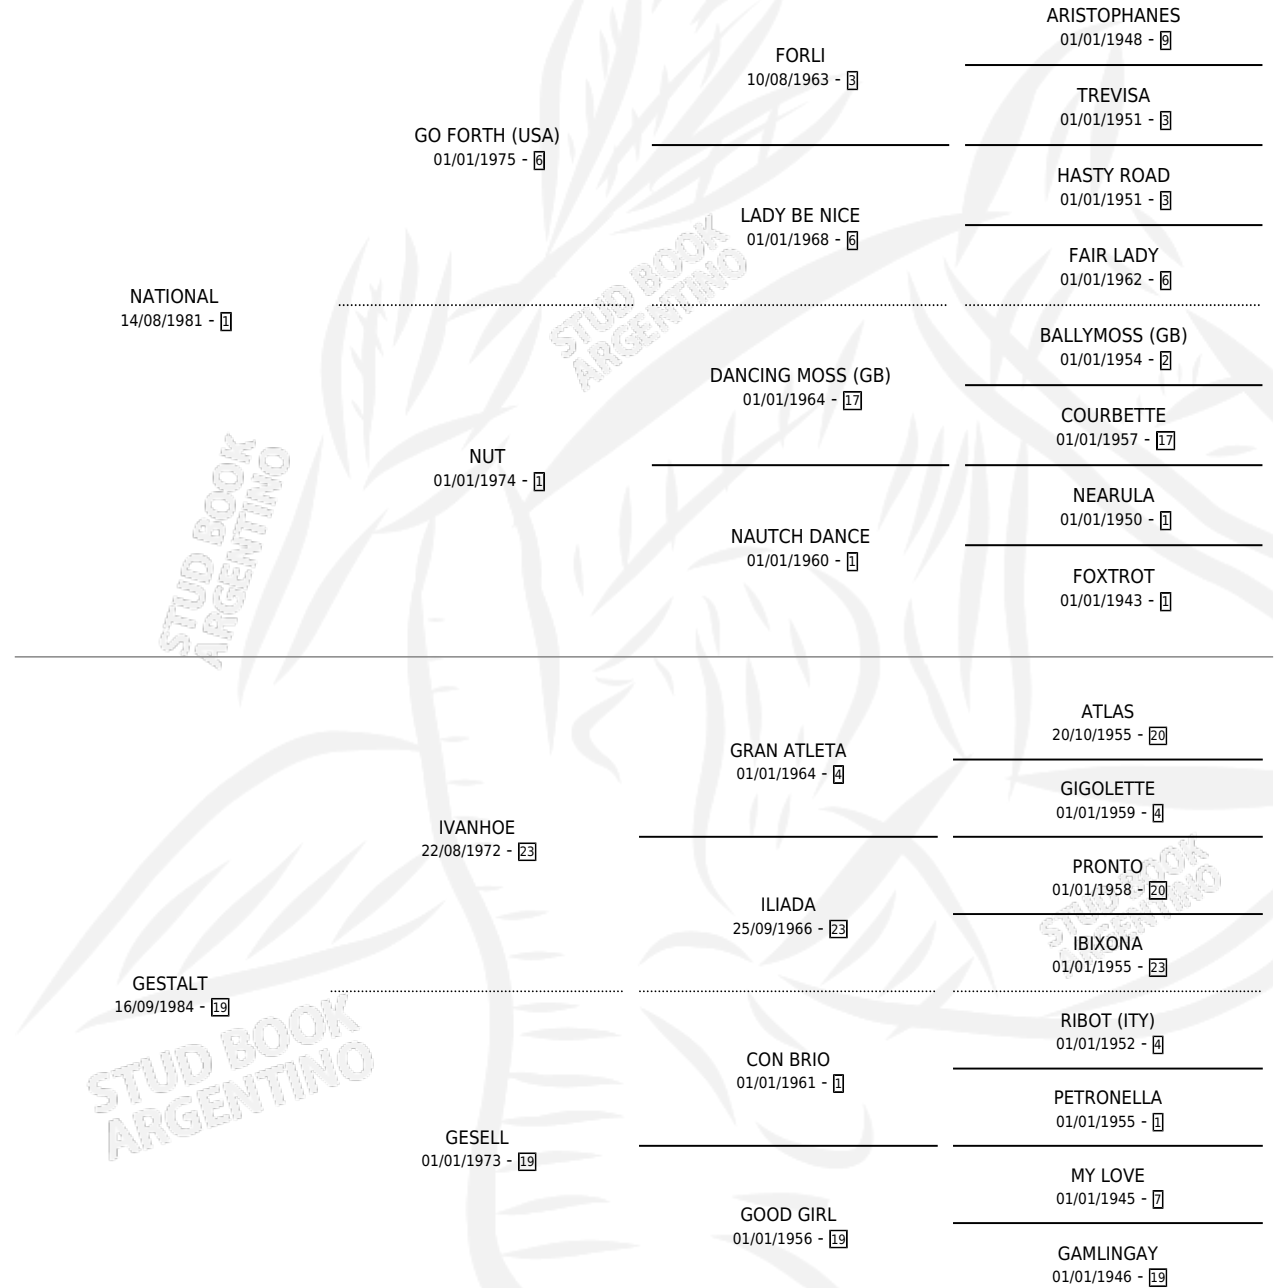 ARISTOPHANES
01/01/1948 - 9
FORLI
10/08/1963 - 3
TREVISA
01/01/1951 - 3
GO FORTH (USA)
01/01/1975 - 6
HASTY ROAD
01/01/1951 - 3
LADY BE NICE
01/01/1968 - 6
FAIR LADY
01/01/1962 - 6
NATIONAL
14/08/1981 - 1
STUD BOOK
ARGENTINO
BALLYMOSS (GB)
01/01/1954 - 2
DANCING MOSS (GB)
01/01/1964 - 17
COURBETTE
01/01/1957 - 17
NUT
01/01/1974 - 1
NEARULA
01/01/1950 - 1
NAUTCH DANCE
01/01/1960 - 1
FOXTROT
01/01/1943 - 1
STUD BOOK
ARGENTINO
ATLAS
20/10/1955 - 20
GRAN ATLETA
01/01/1964 - 4
GIGOLETTE
01/01/1959 - 4
IVANHOE
22/08/1972 - 23
PRONTO
01/01/1958 - 20
ILIADA
25/09/1966 - 23
IBIXONA
01/01/1955 - 23
STUD BOOK
ARGENTINO
GESTALT
16/09/1984 - 19
RIBOT (ITY)
01/01/1952 - 4
CON BRIO
01/01/1961 - 1
PETRONELLA
01/01/1955 - 1
STUD BOOK
ARGENTINO
GESELL
01/01/1973 - 19
MY LOVE
01/01/1945 - 7
GOOD GIRL
01/01/1956 - 19
GAMLINGAY
01/01/1946 - 19